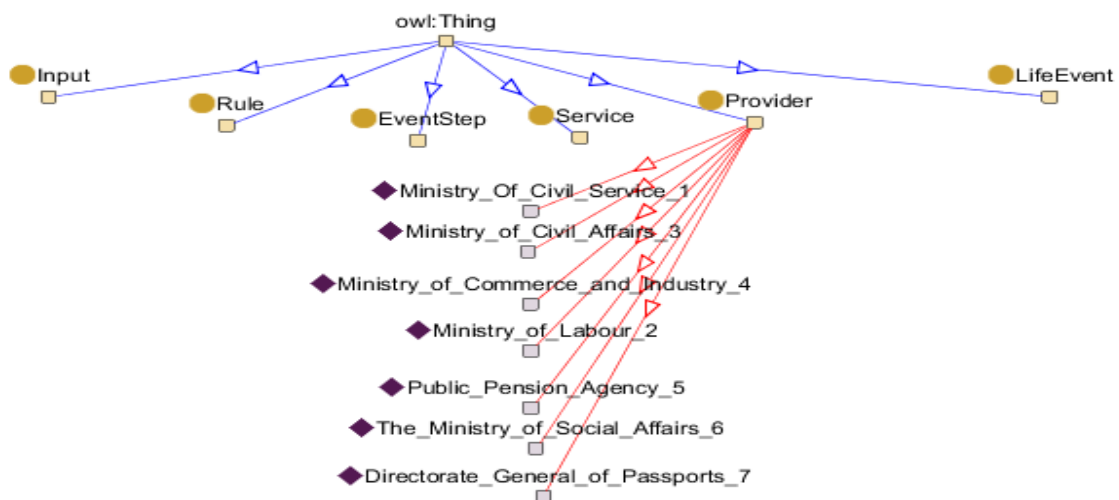 owl:Thing
Input
Rule
EventStep
Service
Provider
LifeEvent
Ministry_Of_Civil_Service_1
Ministry_of_Civil_Affairs_3
Ministry_of_Commerce_and_Industry_4
Ministry_of_Labour_2
Public_Pension_Agency_5
The_Ministry_of_Social_Affairs_6
Directorate_General_of_Passports_7